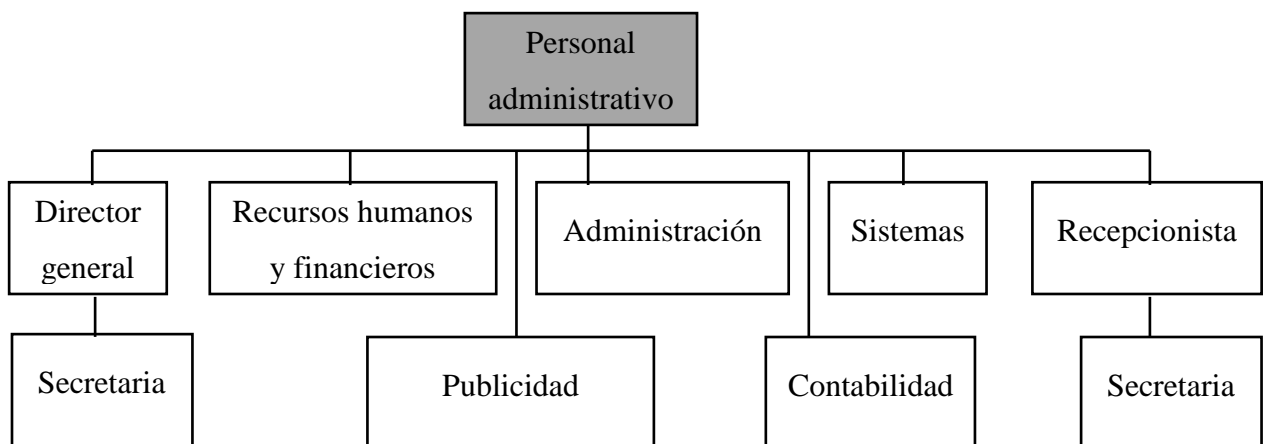 Personal
administrativo
Director
general
Recursos humanos
y financieros
Administración
Sistemas
Recepcionista
Secretaria
Publicidad
Contabilidad
Secretaria